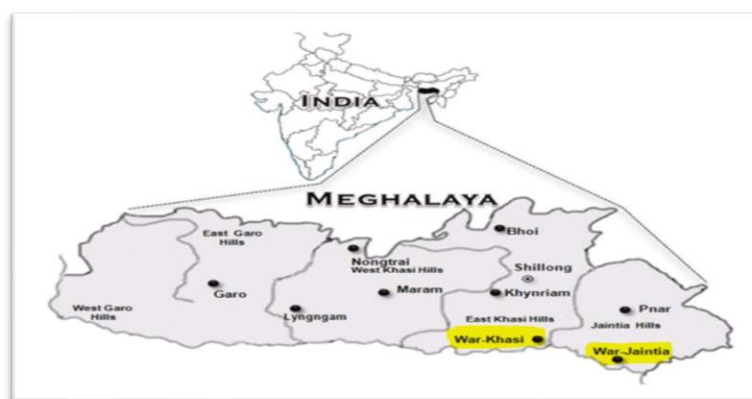 INDIA
MEGHALAYA
East Garo
Hills
Bhoi
Nongtrai
West Khasi Hills
Shillong
Garo
Maram
Khynriam
West Garo
Hills
Lyngngam
East Khasi Hills
Pnar
Jaintia Hills
War-Khasi
War-Jaintia